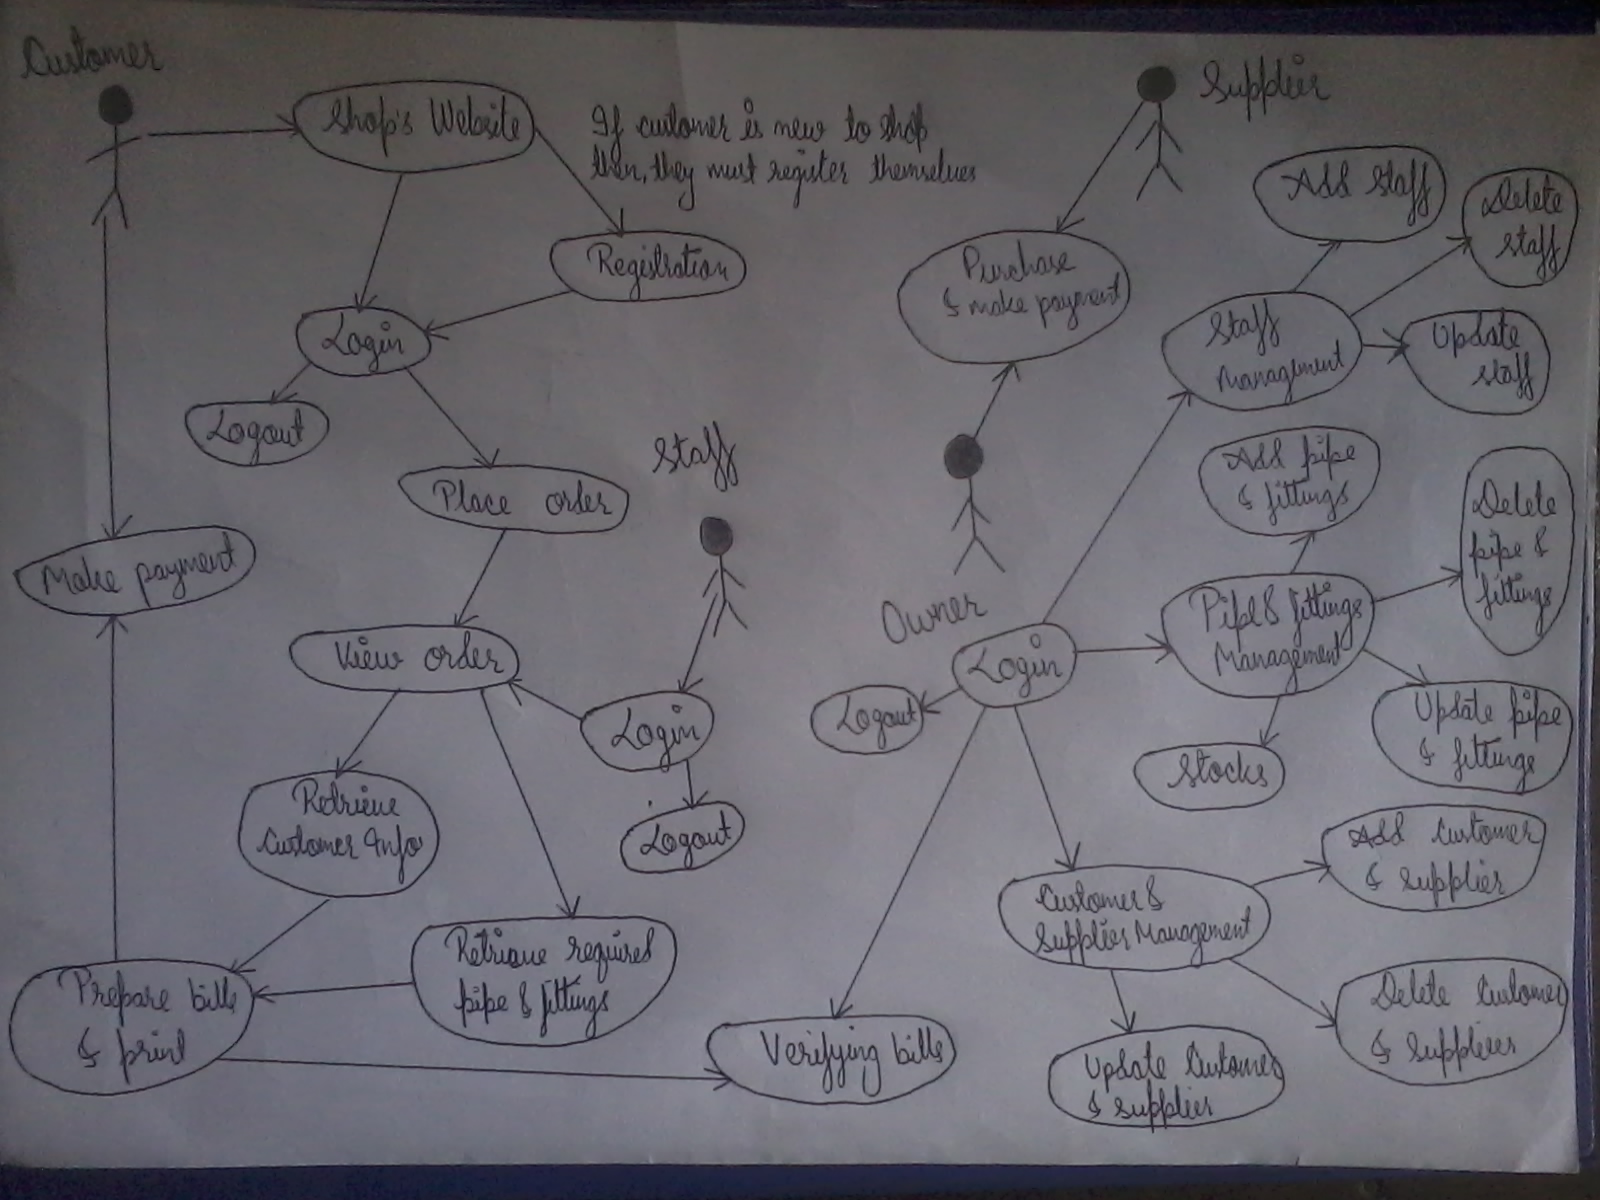 Customer
Shop's Website
If customer is new to shop
then, they must register themselves
Registration
Login
Logout
Place order
Make payment
View order
Staff
Login
Logout
Retrieve
Customer Info
Retrieve required
pipe & fittings
Prepare bills
& print
Verifying bills
Supplier
Purchase
& make payment
Owner
Login
Logout
Staff
Management
Add staff
Delete
staff
Update
staff
Add pipe
& fittings
Pipe & fittings
Management
Delete
pipe &
fittings
Update pipe
& fittings
Stocks
Customer &
Supplier Management
Add Customer
& supplier
Delete Customer
& suppliers
Update Customer
& supplier